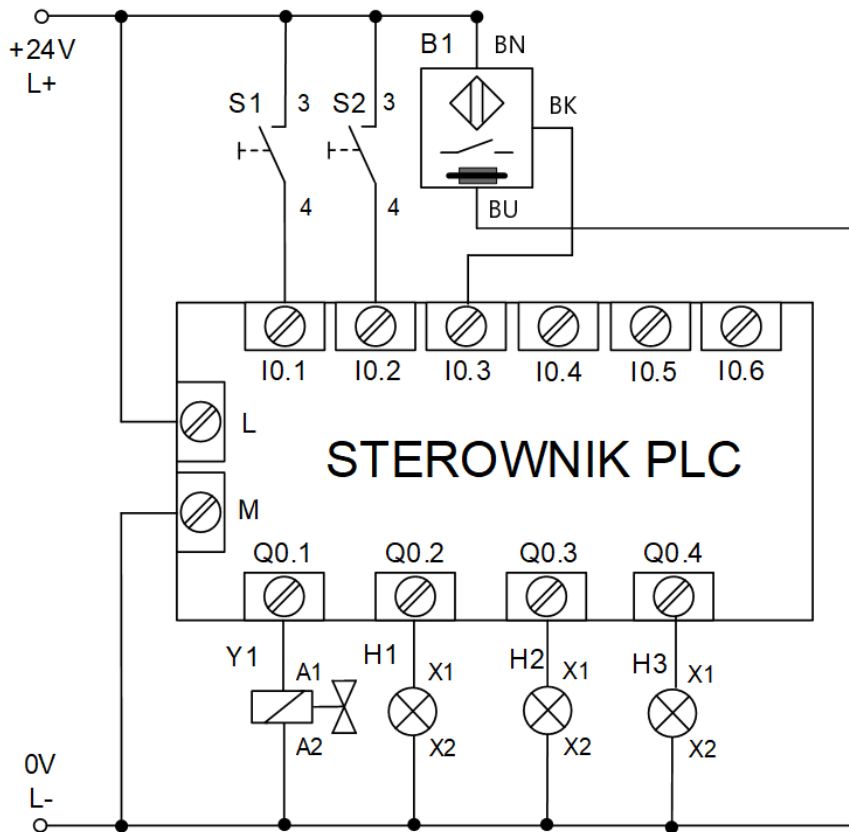 +24V
L+
B1 BN
S1 3 S2 3
BK
4 4 BU
I0.1 I0.2 I0.3 I0.4 I0.5 I0.6
L
STEROWNIK PLC
M
Q0.1 Q0.2 Q0.3 Q0.4
Y1 A1 H1 X1 H2 X1 H3 X1
A2 X2 X2 X2
0V
L-